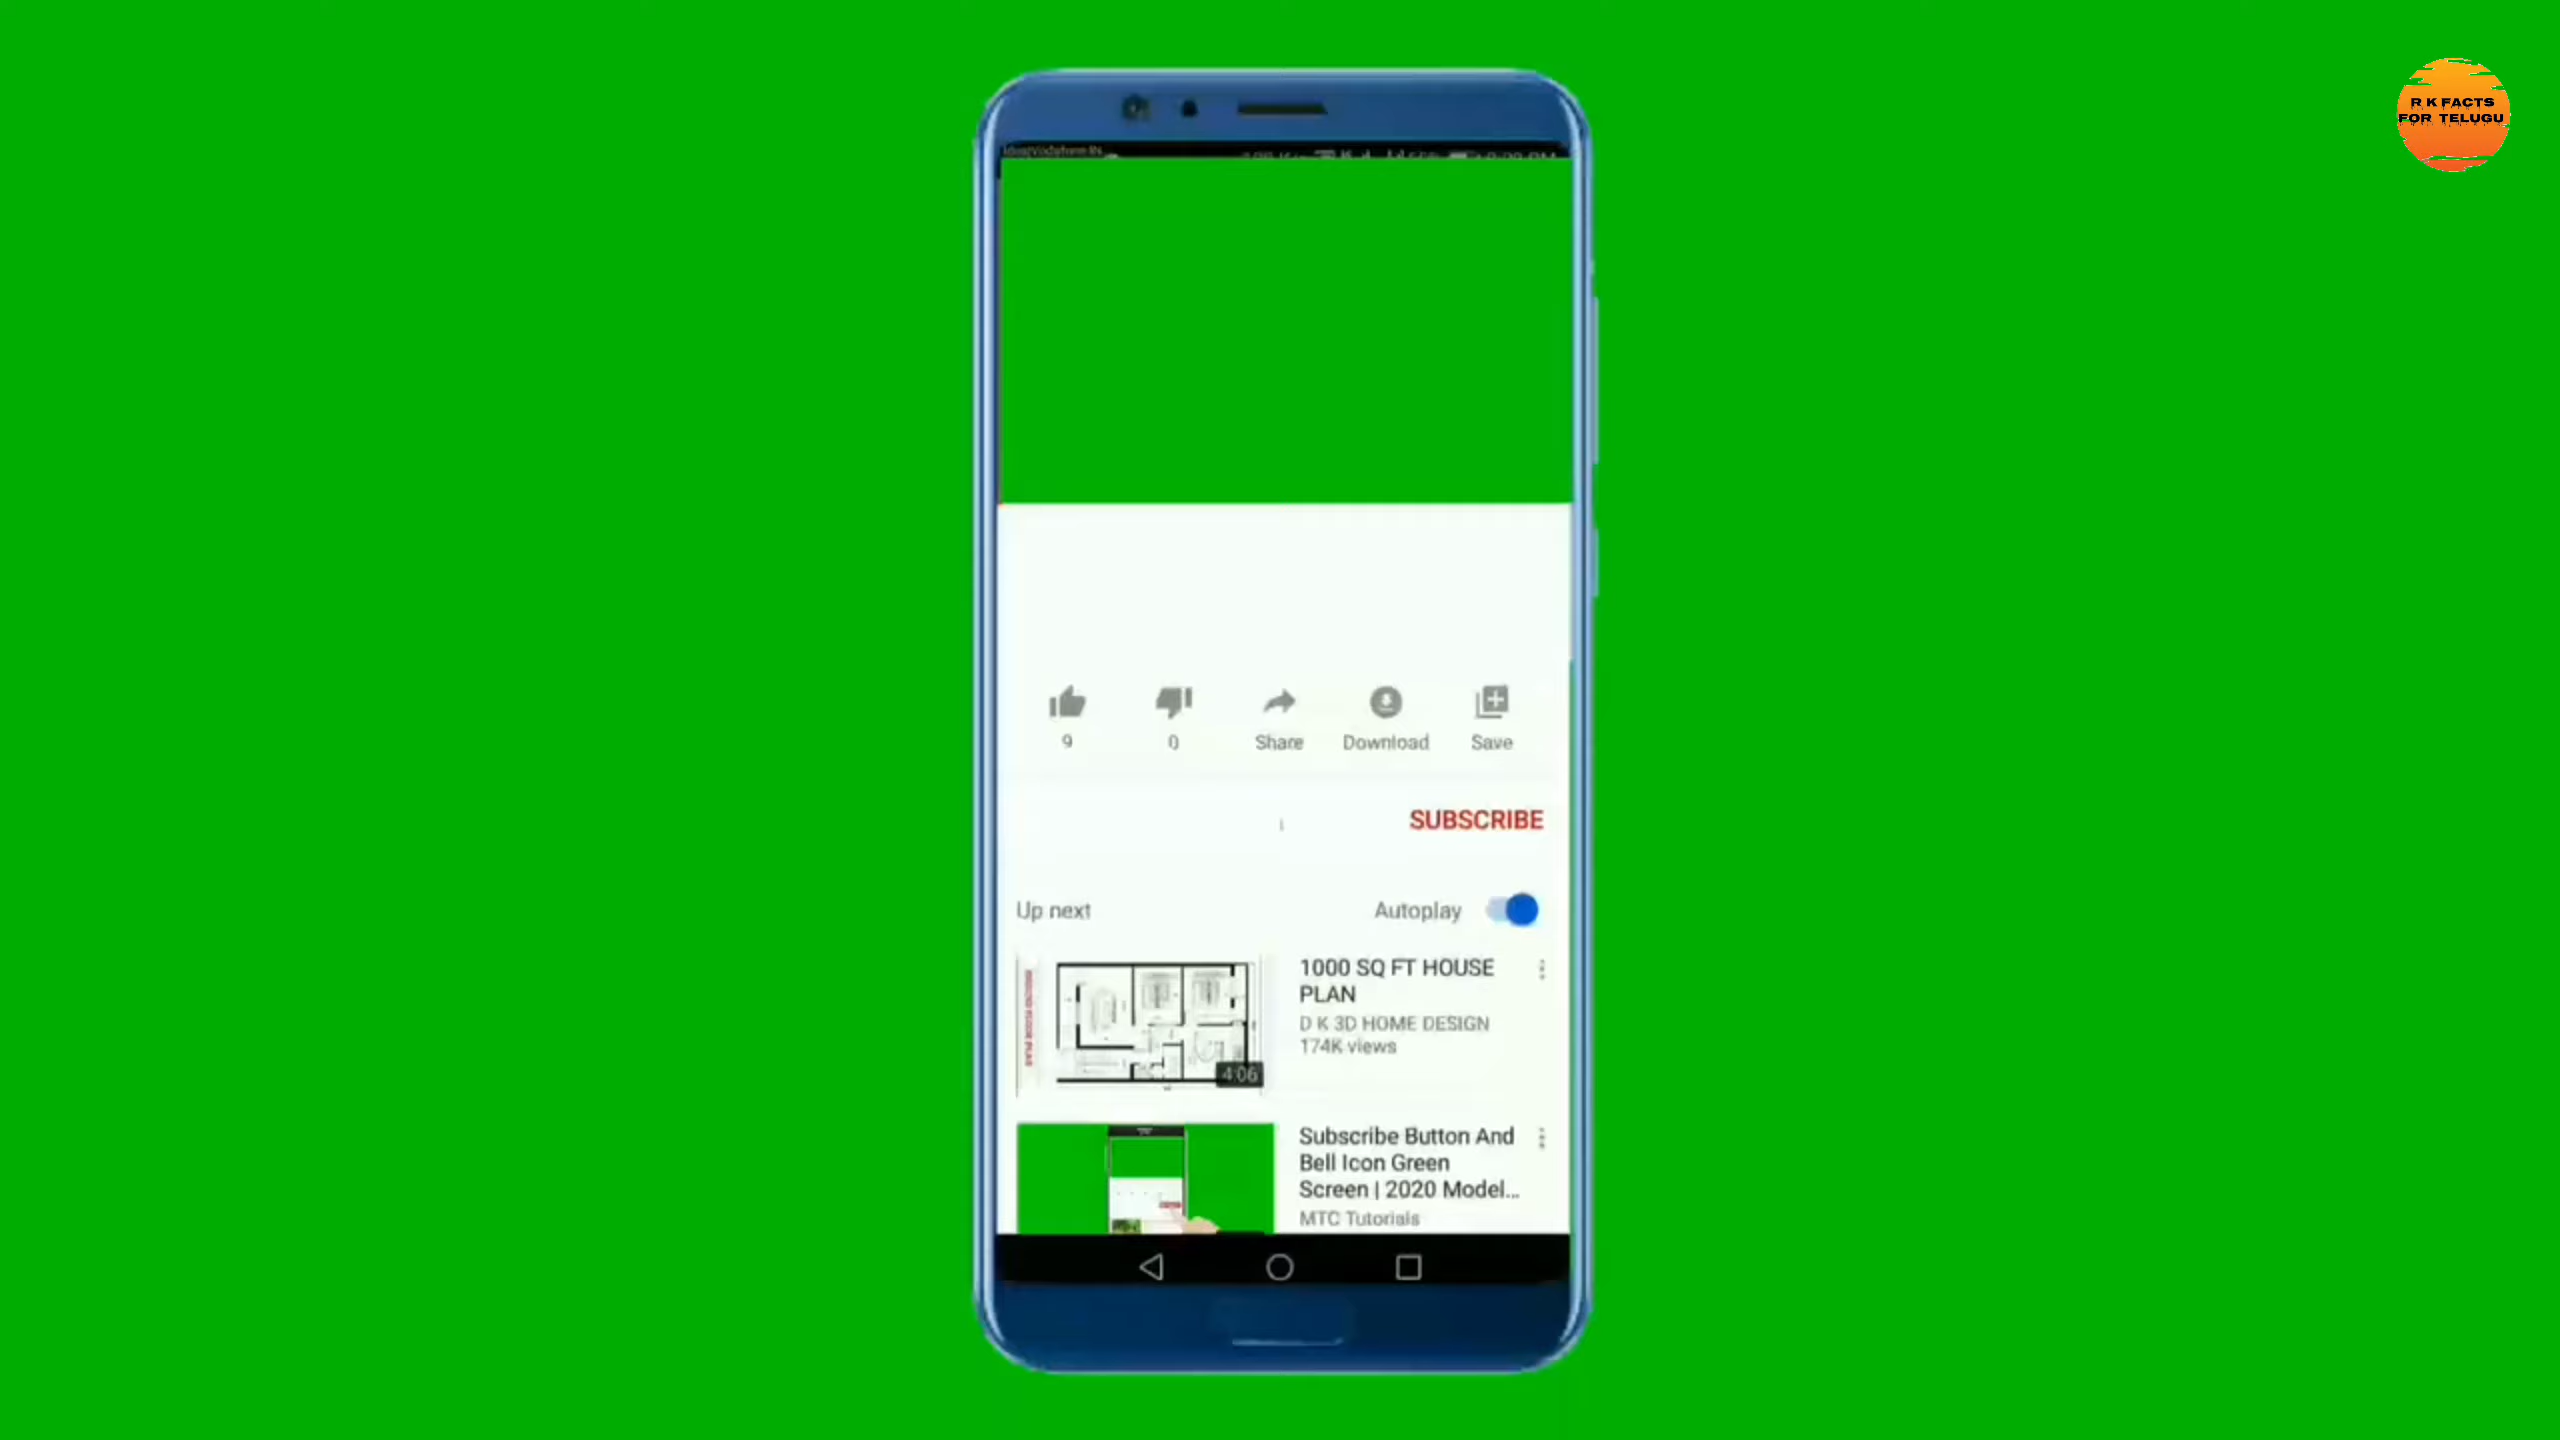 R K FACTS
FOR TELUGU
9
0
Share
Download
Save
SUBSCRIBE
Up next
Autoplay
1000 SQ FT HOUSE
PLAN
D K 3D HOME DESIGN
174K views
4:06
Subscribe Button And
Bell Icon Green
Screen | 2020 Model...
MTC Tutorials